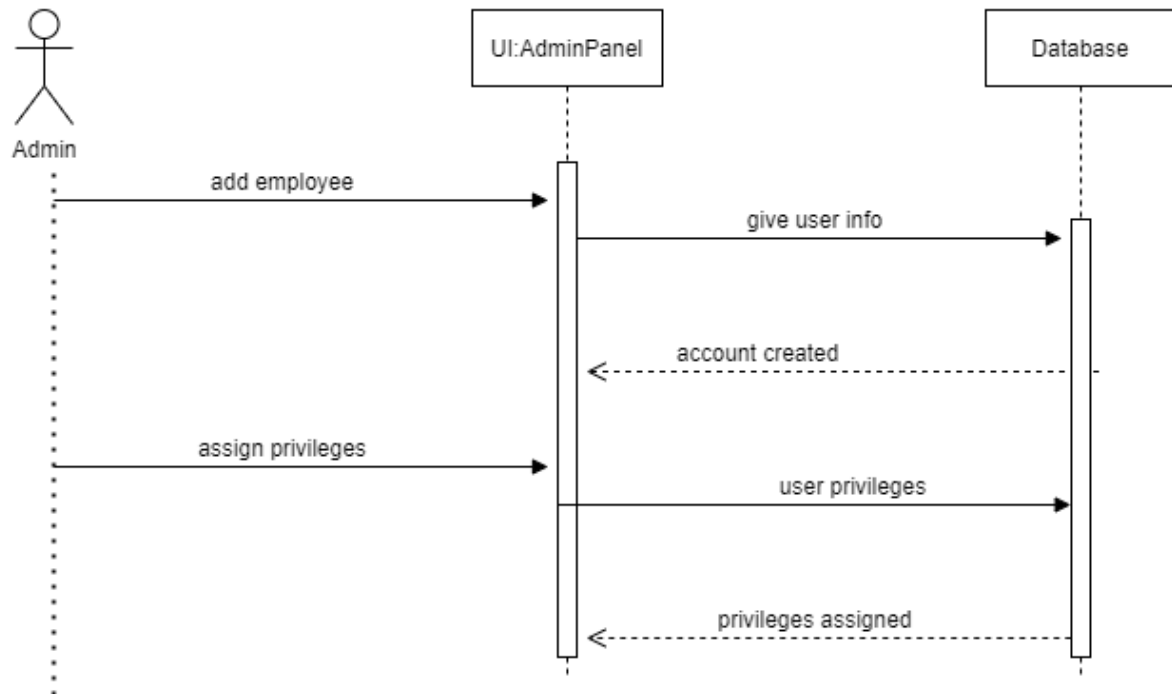 UI:AdminPanel
Database
Admin
add employee
give user info
account created
assign privileges
user privileges
privileges assigned